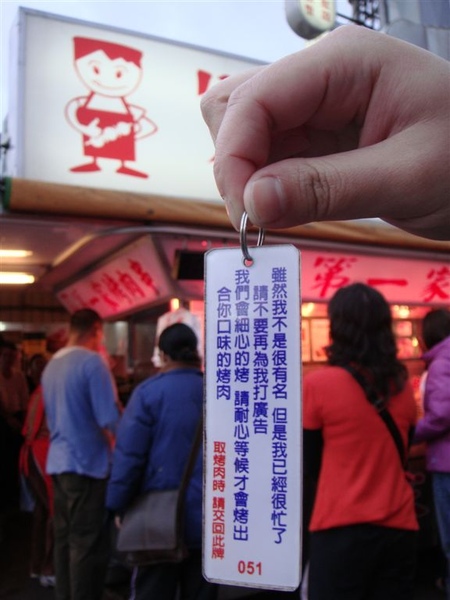 雖然我不是很有名 但是我已經很忙了
請不要再為我打廣告
我們會細心的烤 請耐心等候才會烤出
合你口味的烤肉
取烤肉時 請交回此牌
051
第一家